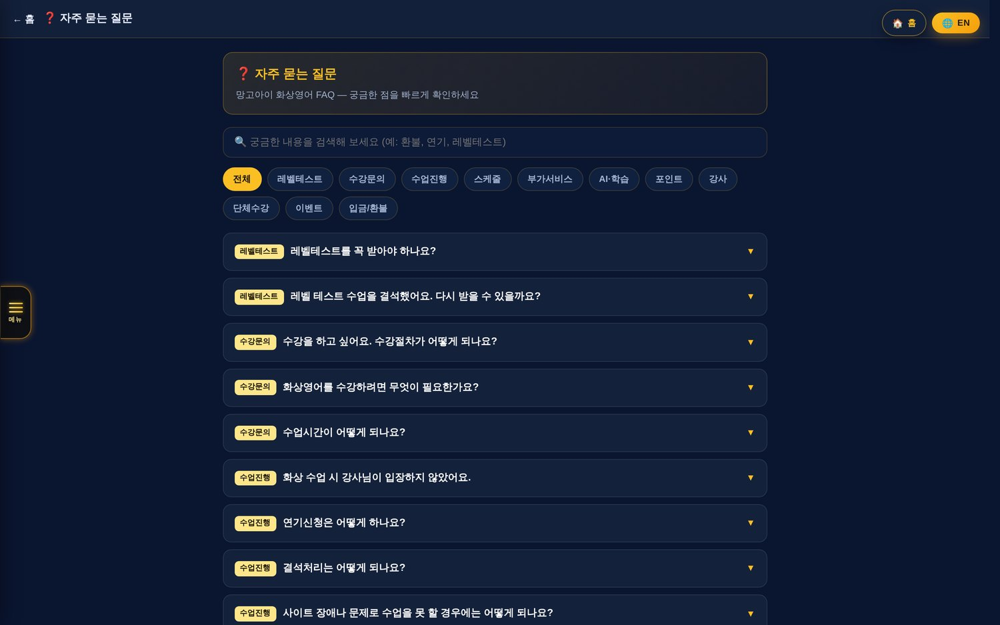 ← 홈 ❓ 자주 묻는 질문
🏠 홈
🌐 EN
❓ 자주 묻는 질문
망고아이 화상영어 FAQ — 궁금한 점을 빠르게 확인하세요
🔍 궁금한 내용을 검색해 보세요 (예: 환불, 연기, 레벨테스트)
전체 레벨테스트 수강문의 수업진행 스케줄 부가서비스 AI·학습 포인트 강사
단체수강 이벤트 입금/환불
레벨테스트 레벨테스트를 꼭 받아야 하나요? ▼
레벨테스트 레벨 테스트 수업을 결석했어요. 다시 받을 수 있을까요? ▼
메뉴
수강문의 수강을 하고 싶어요. 수강절차가 어떻게 되나요? ▼
수강문의 화상영어를 수강하려면 무엇이 필요한가요? ▼
수강문의 수업시간이 어떻게 되나요? ▼
수업진행 화상 수업 시 강사님이 입장하지 않았어요. ▼
수업진행 연기신청은 어떻게 하나요? ▼
수업진행 결석처리는 어떻게 되나요? ▼
수업진행 사이트 장애나 문제로 수업을 못 할 경우에는 어떻게 되나요? ▼